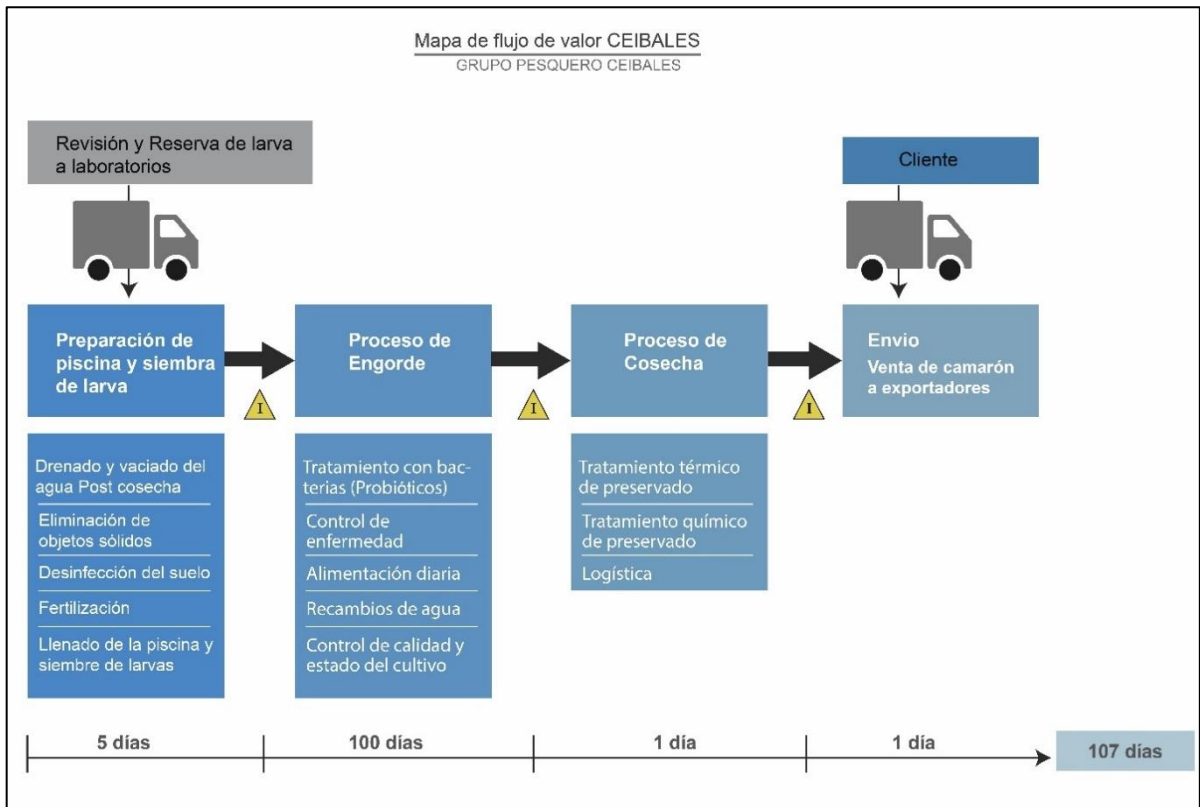 Mapa de flujo de valor CEIBALES
GRUPO PESQUERO CEIBALES
Revisión y Reserva de larva
a laboratorios
Cliente
Preparación de
piscina y siembra
de larva
Proceso de
Engorde
Proceso de
Cosecha
Envio
Venta de camarón
a exportadores
I
I
I
Drenado y vaciado del
agua Post cosecha
Eliminación de
objetos sólidos
Desinfección del suelo
Fertilización
Llenado de la piscina y
siembre de larvas
Tratamiento con bac-
terias (Probióticos)
Control de
enfermedad
Alimentación diaria
Recambios de agua
Control de calidad y
estado del cultivo
Tratamiento térmico
de preservado
Tratamiento químico
de preservado
Logística
5 días
100 días
1 día
1 día
107 días